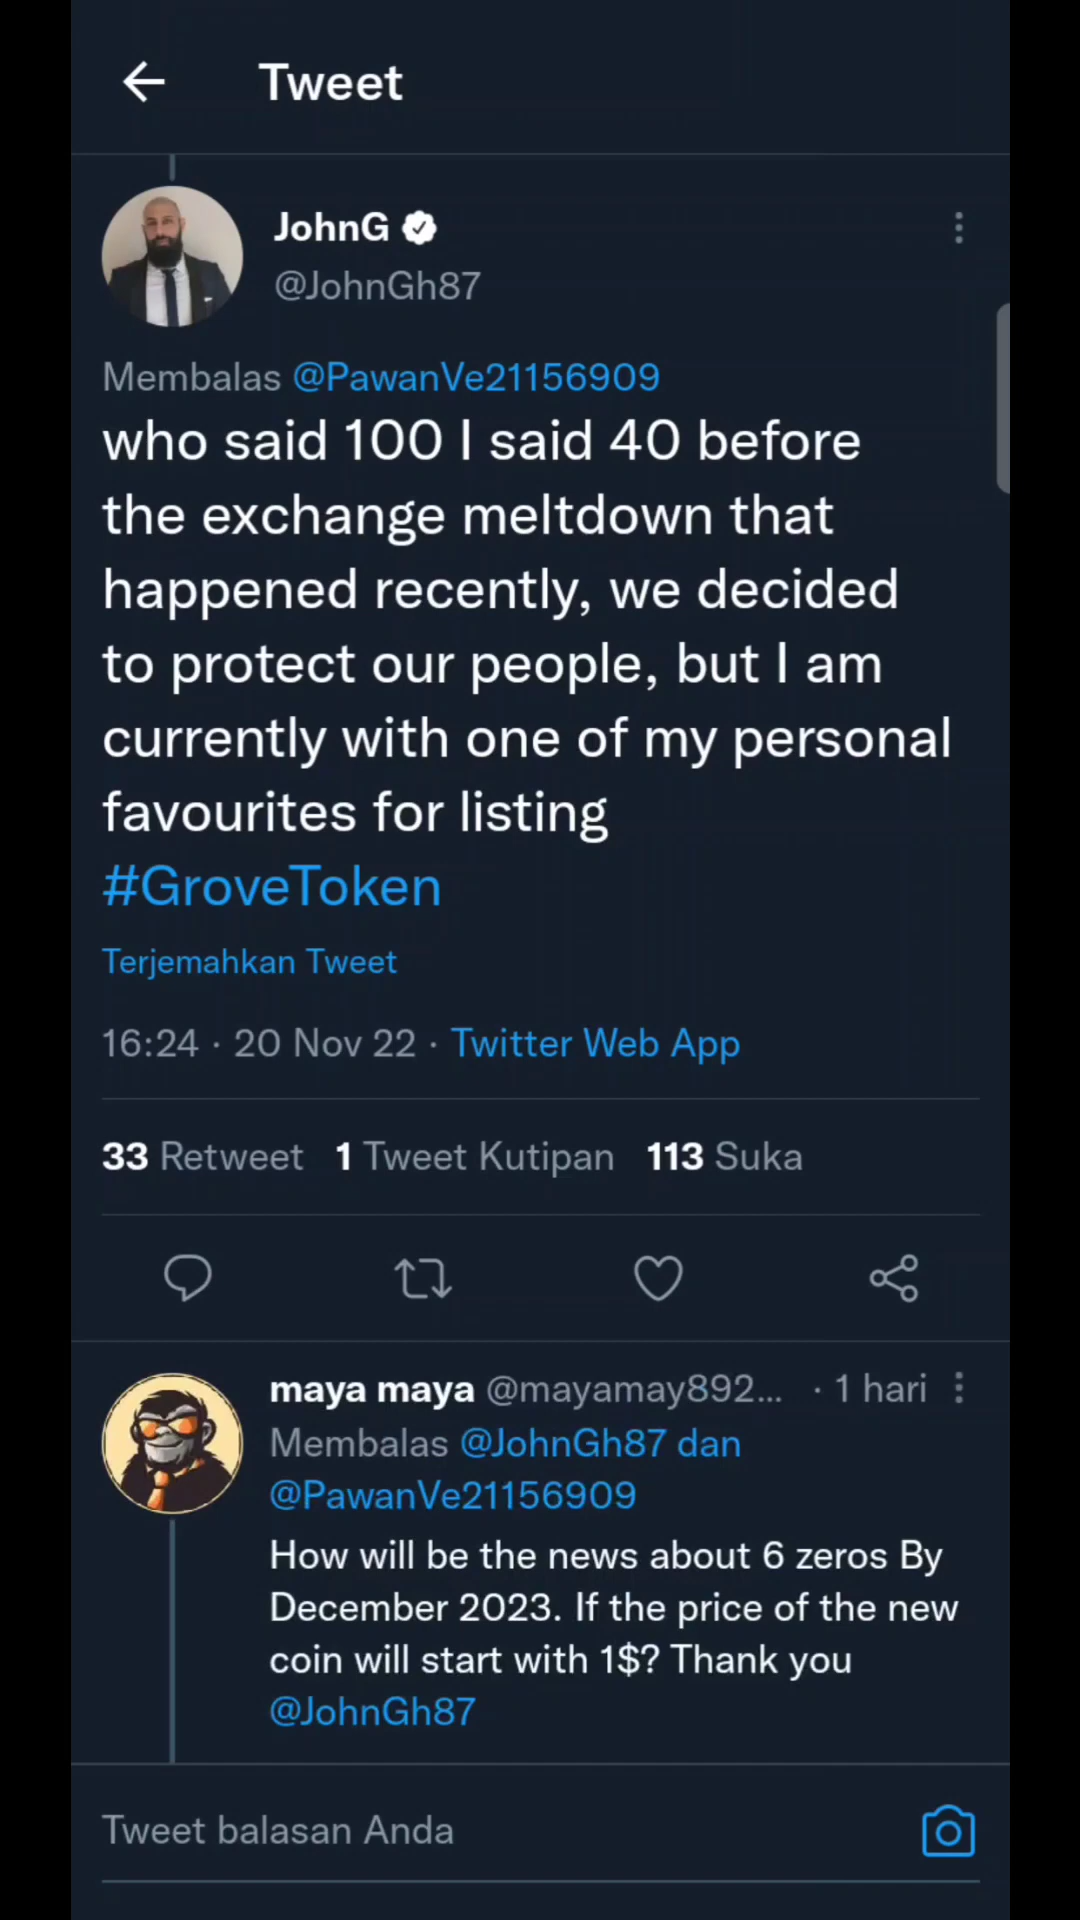 Tweet
JohnG
@JohnGh87
Membalas @PawanVe21156909
who said 100 I said 40 before
the exchange meltdown that
happened recently, we decided
to protect our people, but I am
currently with one of my personal
favourites for listing
#GroveToken
Terjemahkan Tweet
16:24 · 20 Nov 22 · Twitter Web App
33 Retweet 1 Tweet Kutipan 113 Suka
maya maya @mayamay892... · 1 hari
Membalas @JohnGh87 dan
@PawanVe21156909
How will be the news about 6 zeros By
December 2023. If the price of the new
coin will start with 1$? Thank you
@JohnGh87
Tweet balasan Anda